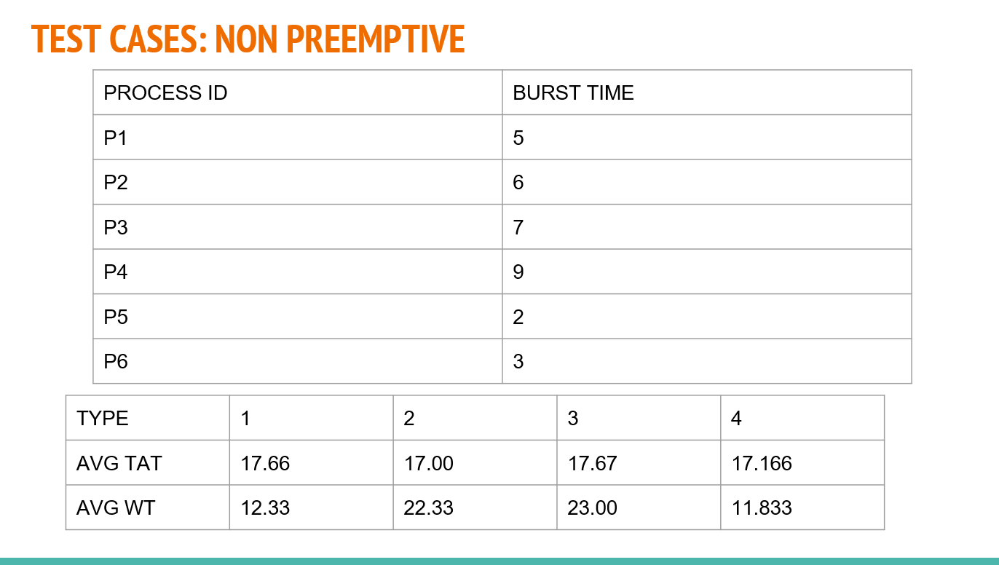 TEST CASES: NON PREEMPTIVE
PROCESS ID BURST TIME
P1 5
P2 6
P3 7
P4 9
P5 2
P6 3
TYPE 1 2 3 4
AVG TAT 17.66 17.00 17.67 17.166
AVG WT 12.33 22.33 23.00 11.833